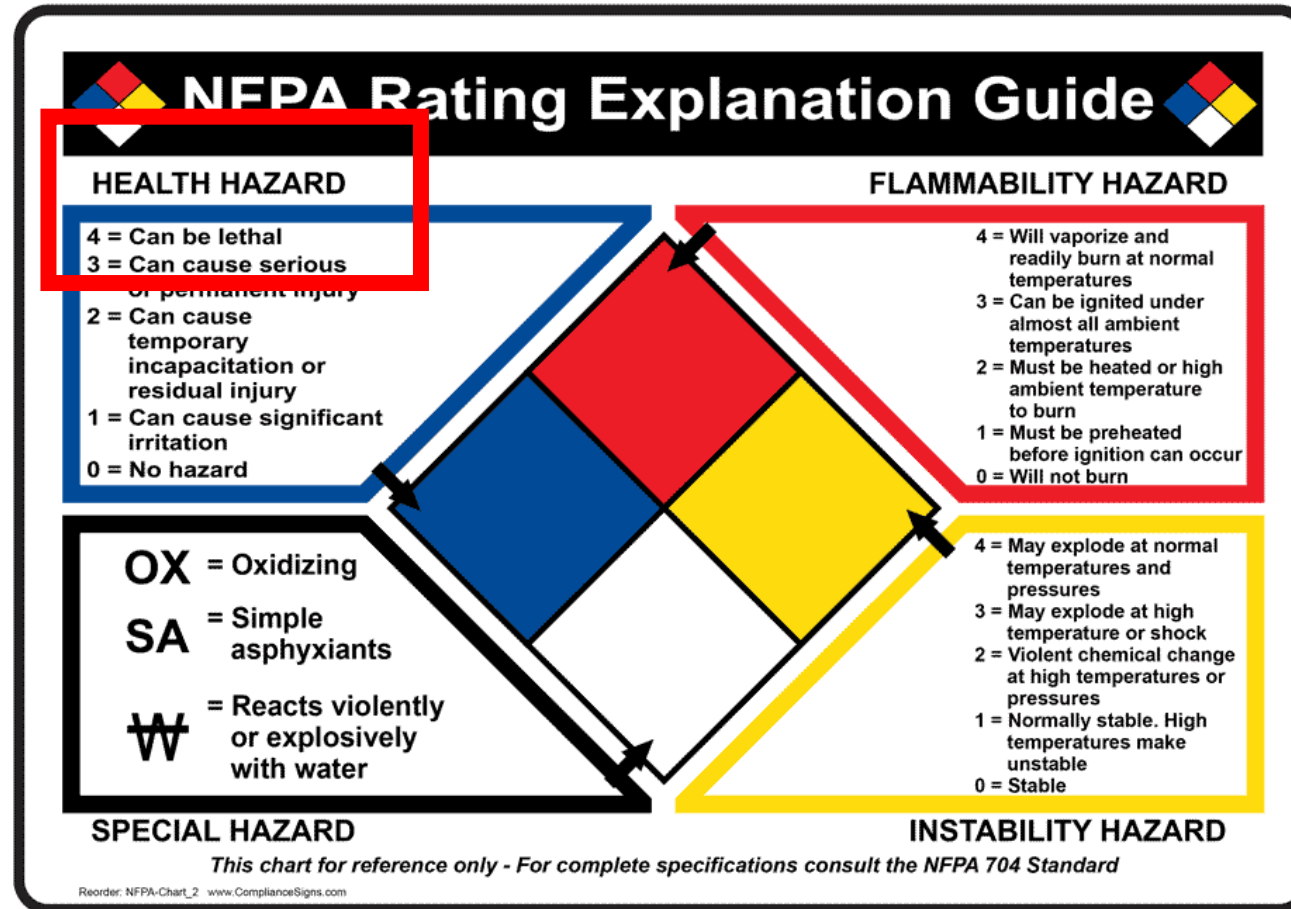 NFPA Rating Explanation Guide
HEALTH HAZARD
4 = Can be lethal
3 = Can cause serious
or permanent injury
2 = Can cause
temporary
incapacitation or
residual injury
1 = Can cause significant
irritation
0 = No hazard
FLAMMABILITY HAZARD
4 = Will vaporize and
readily burn at normal
temperatures
3 = Can be ignited under
almost all ambient
temperatures
2 = Must be heated or high
ambient temperature
to burn
1 = Must be preheated
before ignition can occur
0 = Will not burn
OX = Oxidizing
SA = Simple
asphyxiants
W = Reacts violently
or explosively
with water
SPECIAL HAZARD
4 = May explode at normal
temperatures and
pressures
3 = May explode at high
temperature or shock
2 = Violent chemical change
at high temperatures or
pressures
1 = Normally stable. High
temperatures make
unstable
0 = Stable
INSTABILITY HAZARD
This chart for reference only - For complete specifications consult the NFPA 704 Standard
Reorder: NFPA-Chart_2 www.ComplianceSigns.com